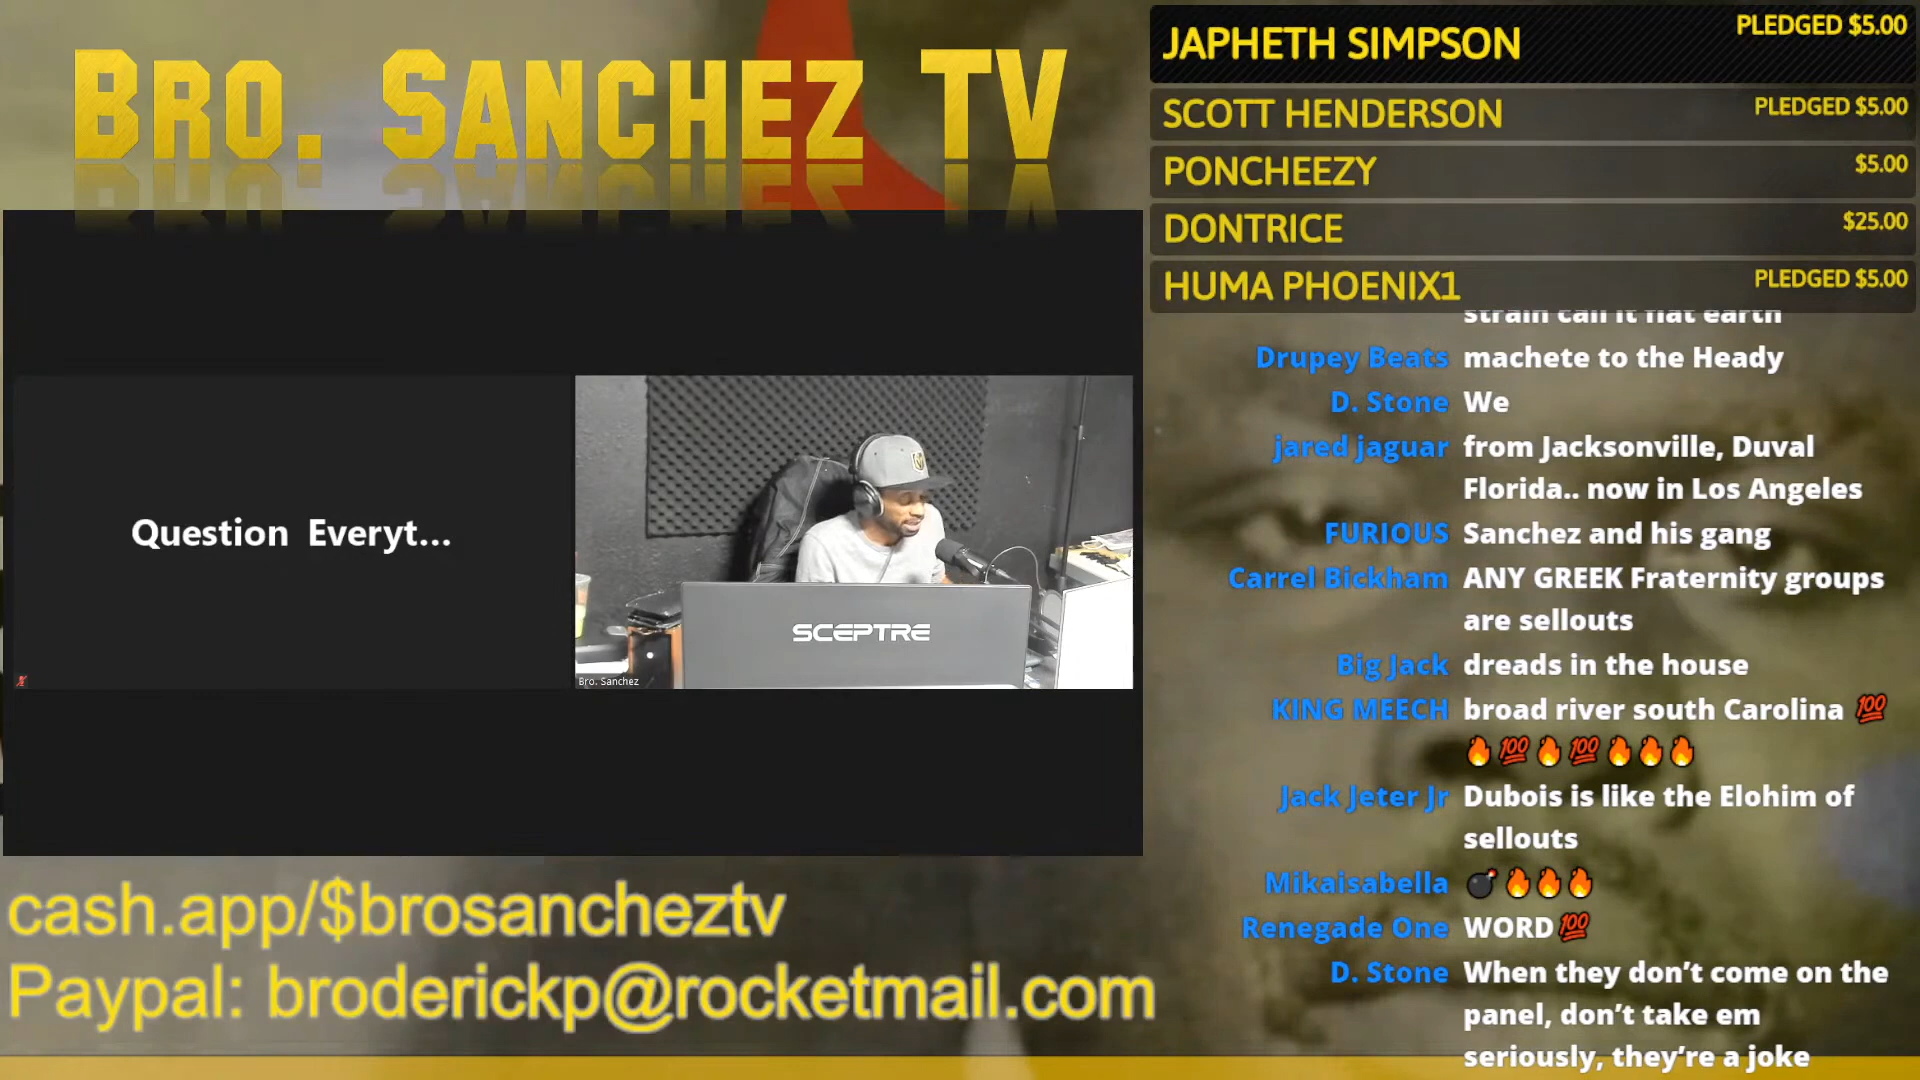 Bro. Sanchez TV
JAPHETH SIMPSON PLEDGED $5.00
SCOTT HENDERSON PLEDGED $5.00
PONCHEEZY $5.00
DONTRICE $25.00
HUMA PHOENIX1 PLEDGED $5.00
strain call it flat earth
Drupey Beats machete to the Heady
D. Stone We
jared jaguar from Jacksonville, Duval
Florida.. now in Los Angeles
FURIOUS Sanchez and his gang
Carrel Bickham ANY GREEK Fraternity groups
are sellouts
Big Jack dreads in the house
KING MEECH broad river south Carolina 💯
🔥💯🔥💯🔥🔥🔥
Jack Jeter Jr Dubois is like the Elohim of
sellouts
Mikaisabella 💣🔥🔥🔥
Renegade One WORD💯
D. Stone When they don’t come on the
panel, don’t take em
seriously, they’re a joke
Question Everyt...
SCEPTRE
Bro. Sanchez
cash.app/$brosancheztv
Paypal: broderickp@rocketmail.com